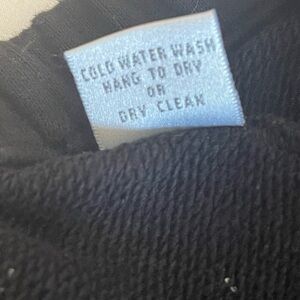 COLD WATER WASH
HANG TO DRY
OR
DRY CLEAN